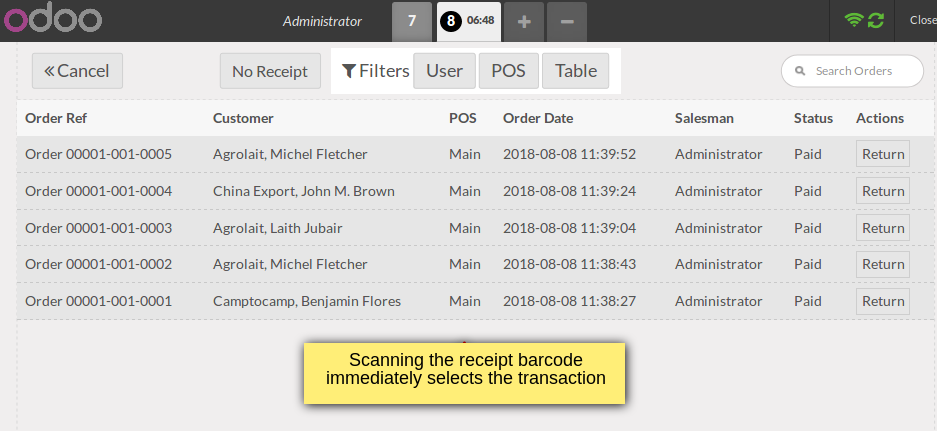 odoo Administrator 7 8 06:48 + − Close
Cancel No Receipt Filters User POS Table Search Orders
Order Ref Customer POS Order Date Salesman Status Actions
Order 00001-001-0005 Agrolait, Michel Fletcher Main 2018-08-08 11:39:52 Administrator Paid Return
Order 00001-001-0004 China Export, John M. Brown Main 2018-08-08 11:39:24 Administrator Paid Return
Order 00001-001-0003 Agrolait, Laith Jubair Main 2018-08-08 11:39:04 Administrator Paid Return
Order 00001-001-0002 Agrolait, Michel Fletcher Main 2018-08-08 11:38:43 Administrator Paid Return
Order 00001-001-0001 Camptocamp, Benjamin Flores Main 2018-08-08 11:38:27 Administrator Paid Return
Scanning the receipt barcode
immediately selects the transaction